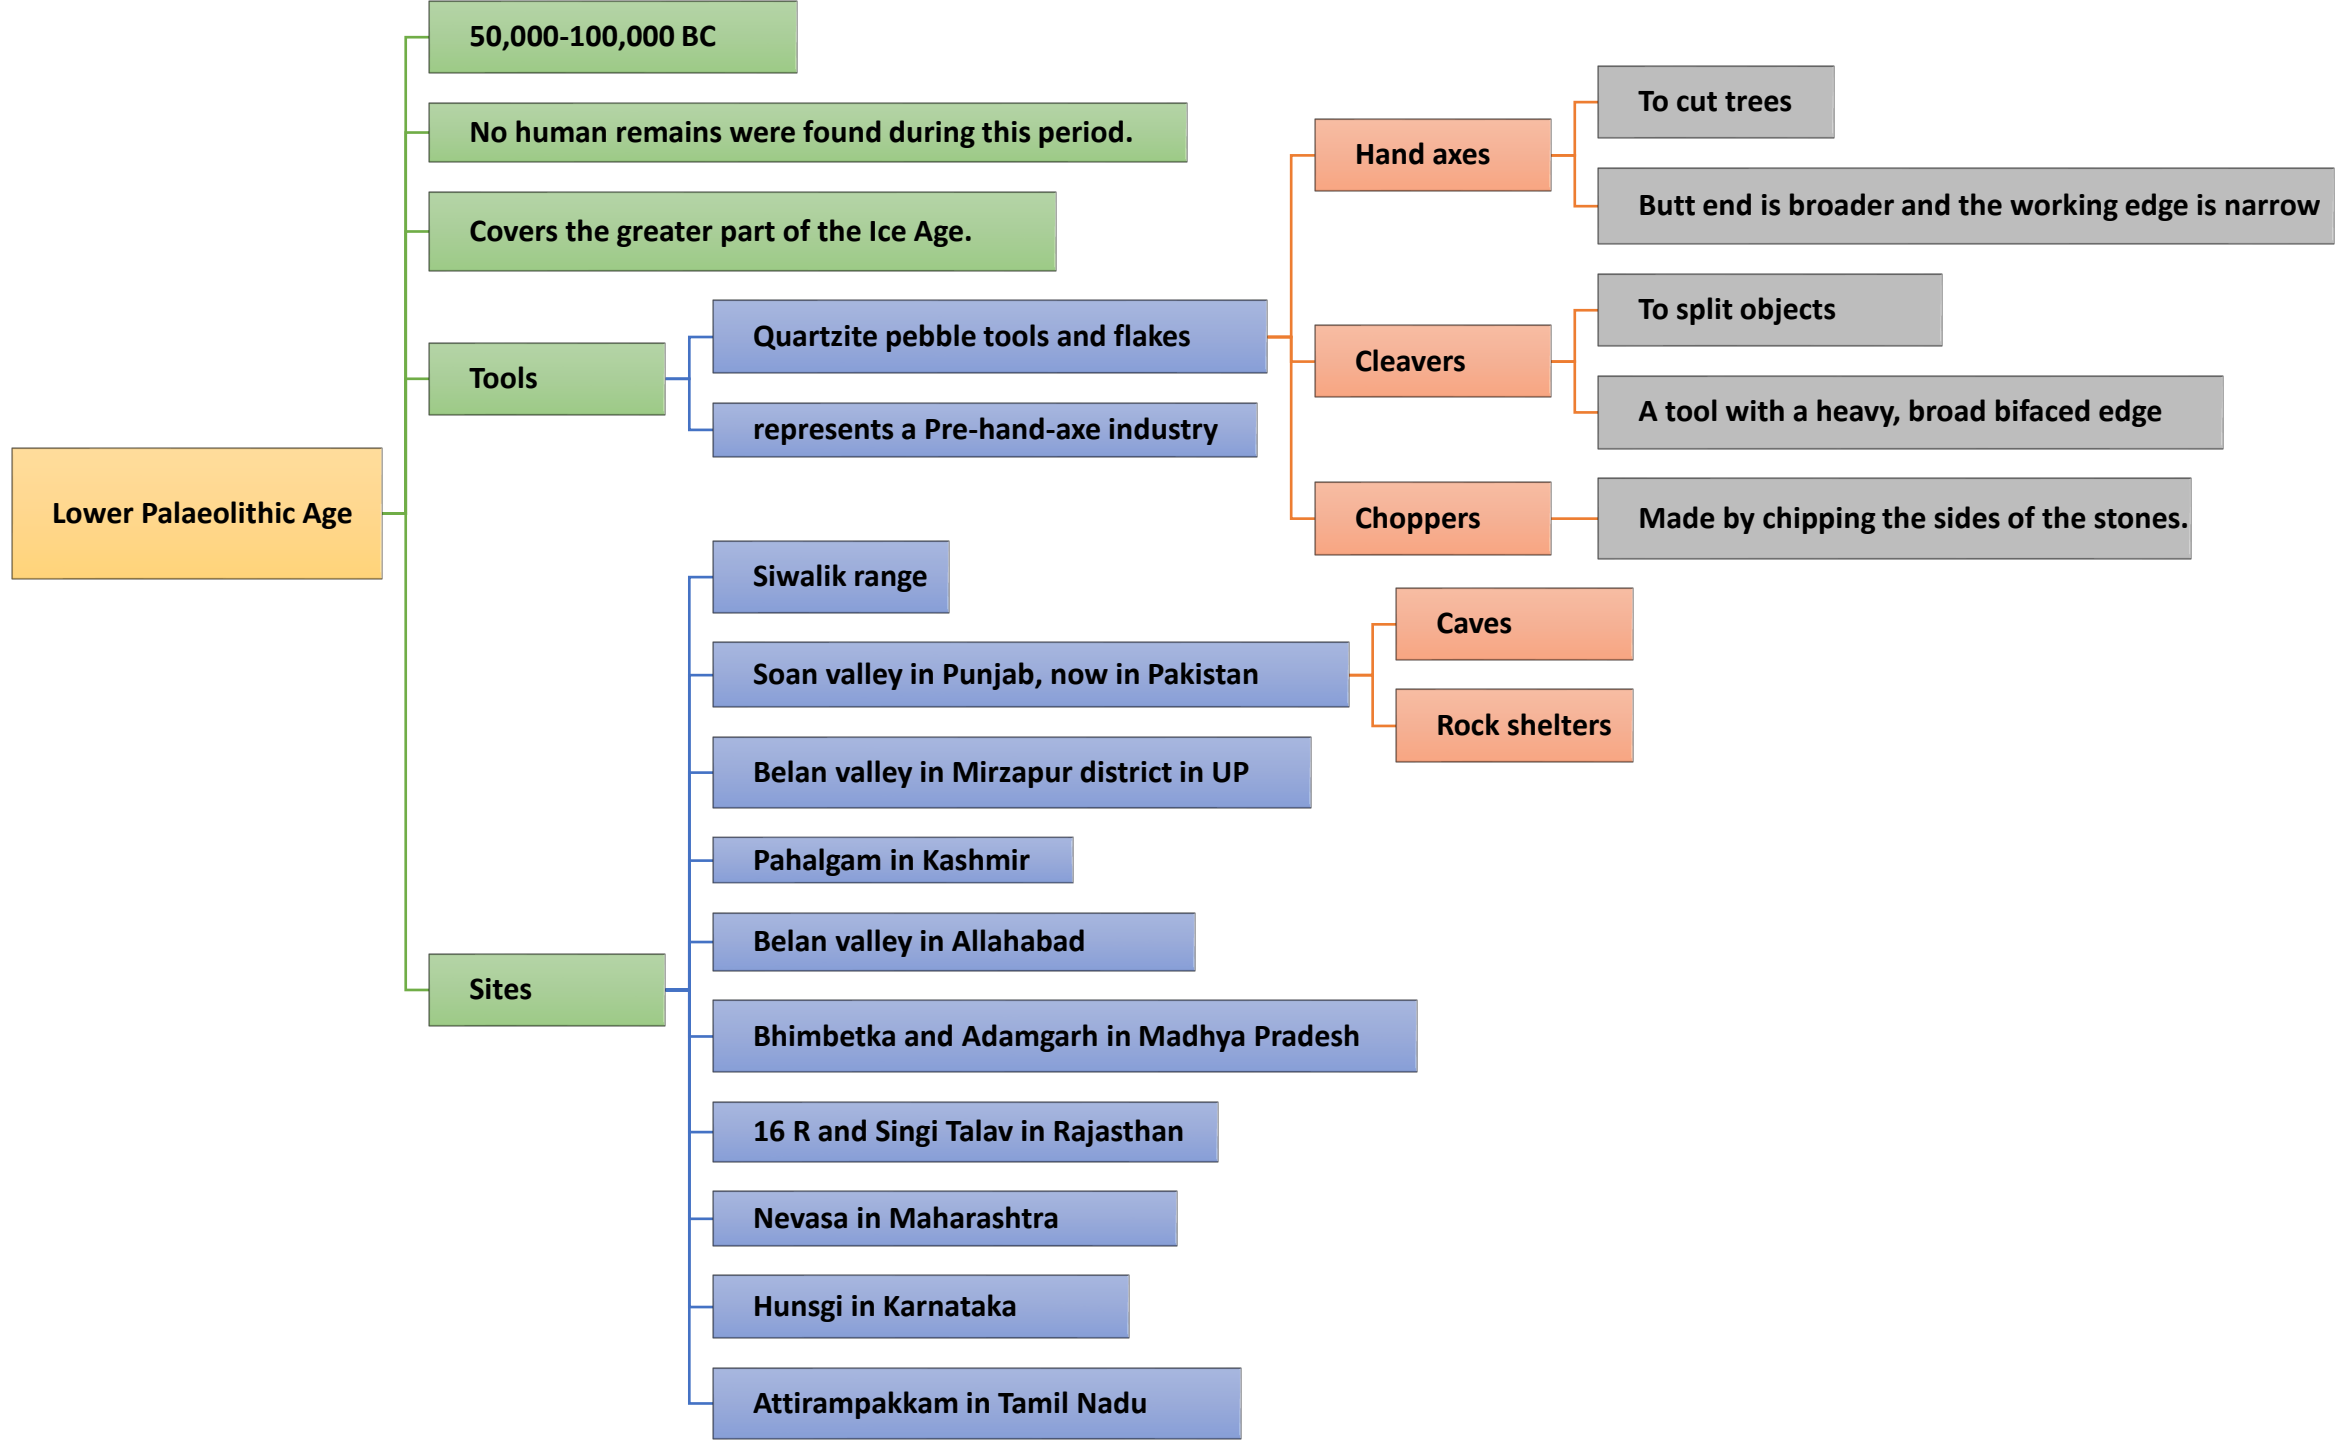 Lower Palaeolithic Age
50,000-100,000 BC
No human remains were found during this period.
Covers the greater part of the Ice Age.
Tools
Quartzite pebble tools and flakes
Hand axes
To cut trees
Butt end is broader and the working edge is narrow
Cleavers
To split objects
A tool with a heavy, broad bifaced edge
Choppers
Made by chipping the sides of the stones.
represents a Pre-hand-axe industry
Sites
Siwalik range
Soan valley in Punjab, now in Pakistan
Caves
Rock shelters
Belan valley in Mirzapur district in UP
Pahalgam in Kashmir
Belan valley in Allahabad
Bhimbetka and Adamgarh in Madhya Pradesh
16 R and Singi Talav in Rajasthan
Nevasa in Maharashtra
Hunsgi in Karnataka
Attirampakkam in Tamil Nadu